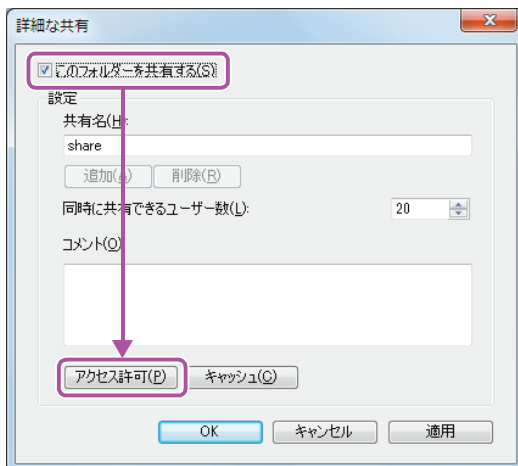 詳細な共有
このフォルダーを共有する(S)
設定
共有名(H):
share
追加(A) 削除(R)
同時に共有できるユーザー数(L): 20
コメント(O)
アクセス許可(P) キャッシュ(C)
OK キャンセル 適用